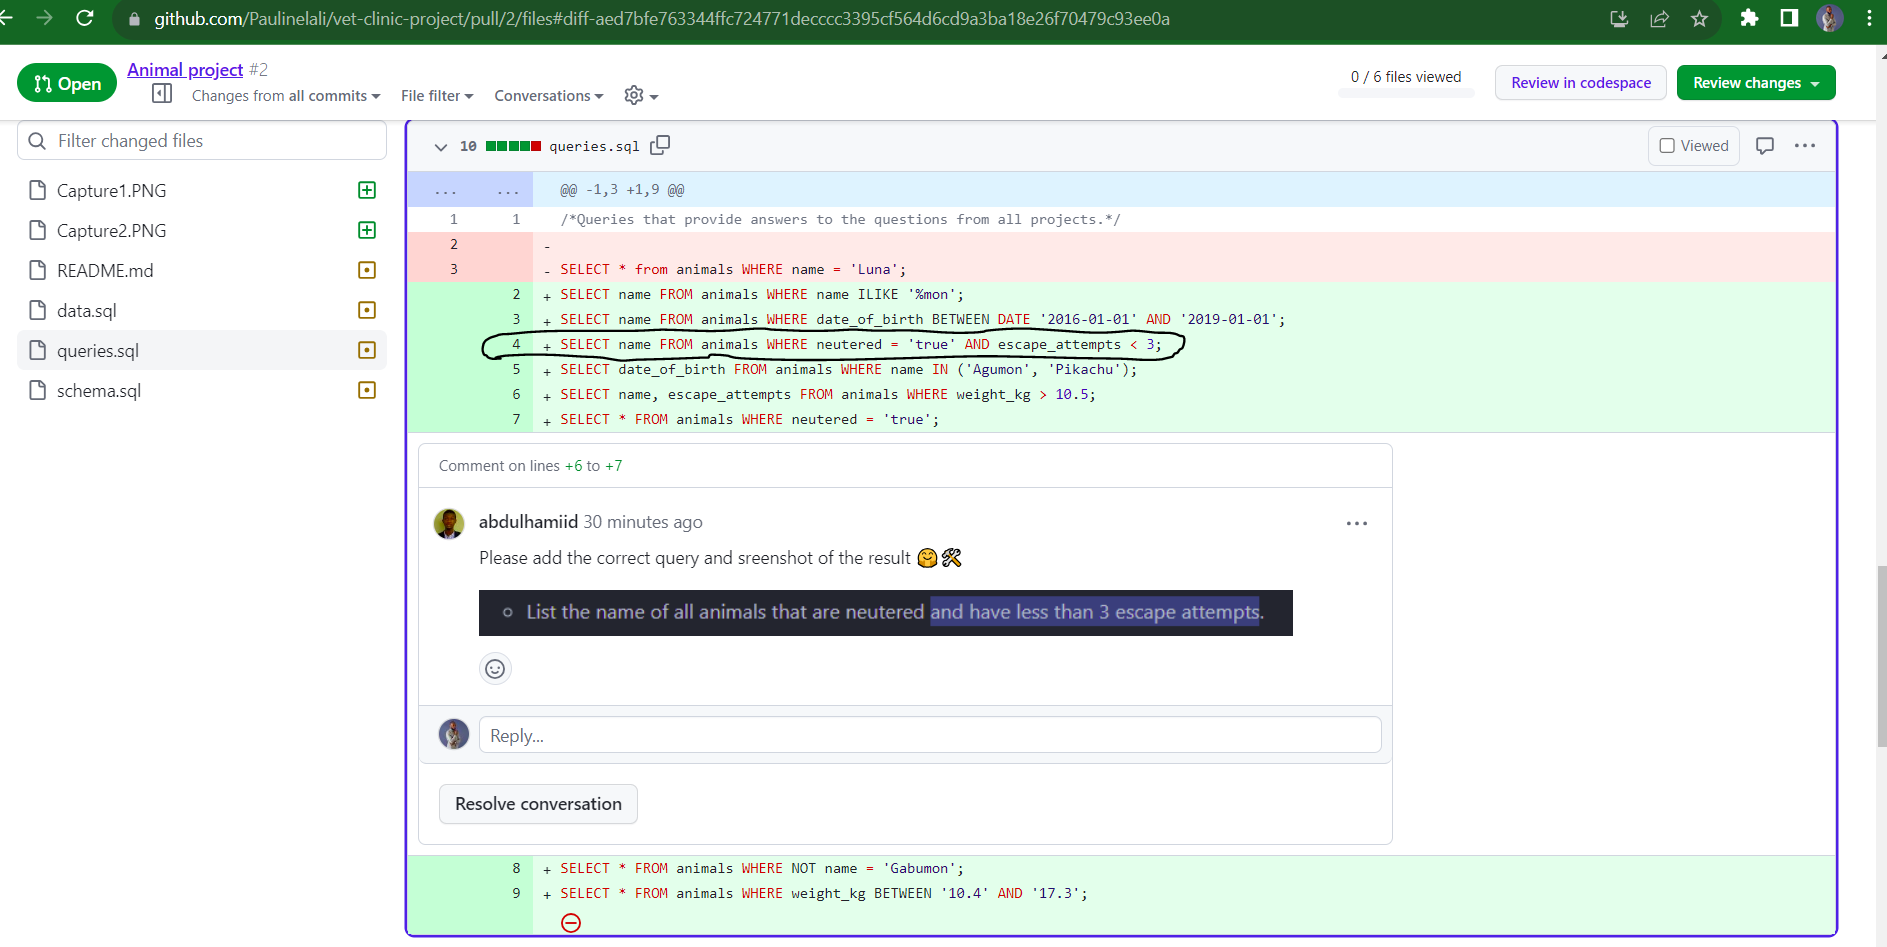 github.com/Paulinelali/vet-clinic-project/pull/2/files#diff-aed7bfe763344ffc724771decccc3395cf564d6cd9a3ba18e26f70479c93ee0a
Open
Animal project #2
Changes from all commits
File filter
Conversations
0 / 6 files viewed
Review in codespace
Review changes
Filter changed files
Capture1.PNG
Capture2.PNG
README.md
data.sql
queries.sql
schema.sql
10 queries.sql
Viewed
... ... @@ -1,3 +1,9 @@
1 1 /*Queries that provide answers to the questions from all projects.*/
2 -
3 - SELECT * from animals WHERE name = 'Luna';
2 + SELECT name FROM animals WHERE name ILIKE '%mon';
3 + SELECT name FROM animals WHERE date_of_birth BETWEEN DATE '2016-01-01' AND '2019-01-01';
4 + SELECT name FROM animals WHERE neutered = 'true' AND escape_attempts < 3;
5 + SELECT date_of_birth FROM animals WHERE name IN ('Agumon', 'Pikachu');
6 + SELECT name, escape_attempts FROM animals WHERE weight_kg > 10.5;
7 + SELECT * FROM animals WHERE neutered = 'true';
Comment on lines +6 to +7
abdulhamiid 30 minutes ago
Please add the correct query and sreenshot of the result 🤗🛠
List the name of all animals that are neutered and have less than 3 escape attempts.
Reply...
Resolve conversation
8 + SELECT * FROM animals WHERE NOT name = 'Gabumon';
9 + SELECT * FROM animals WHERE weight_kg BETWEEN '10.4' AND '17.3';